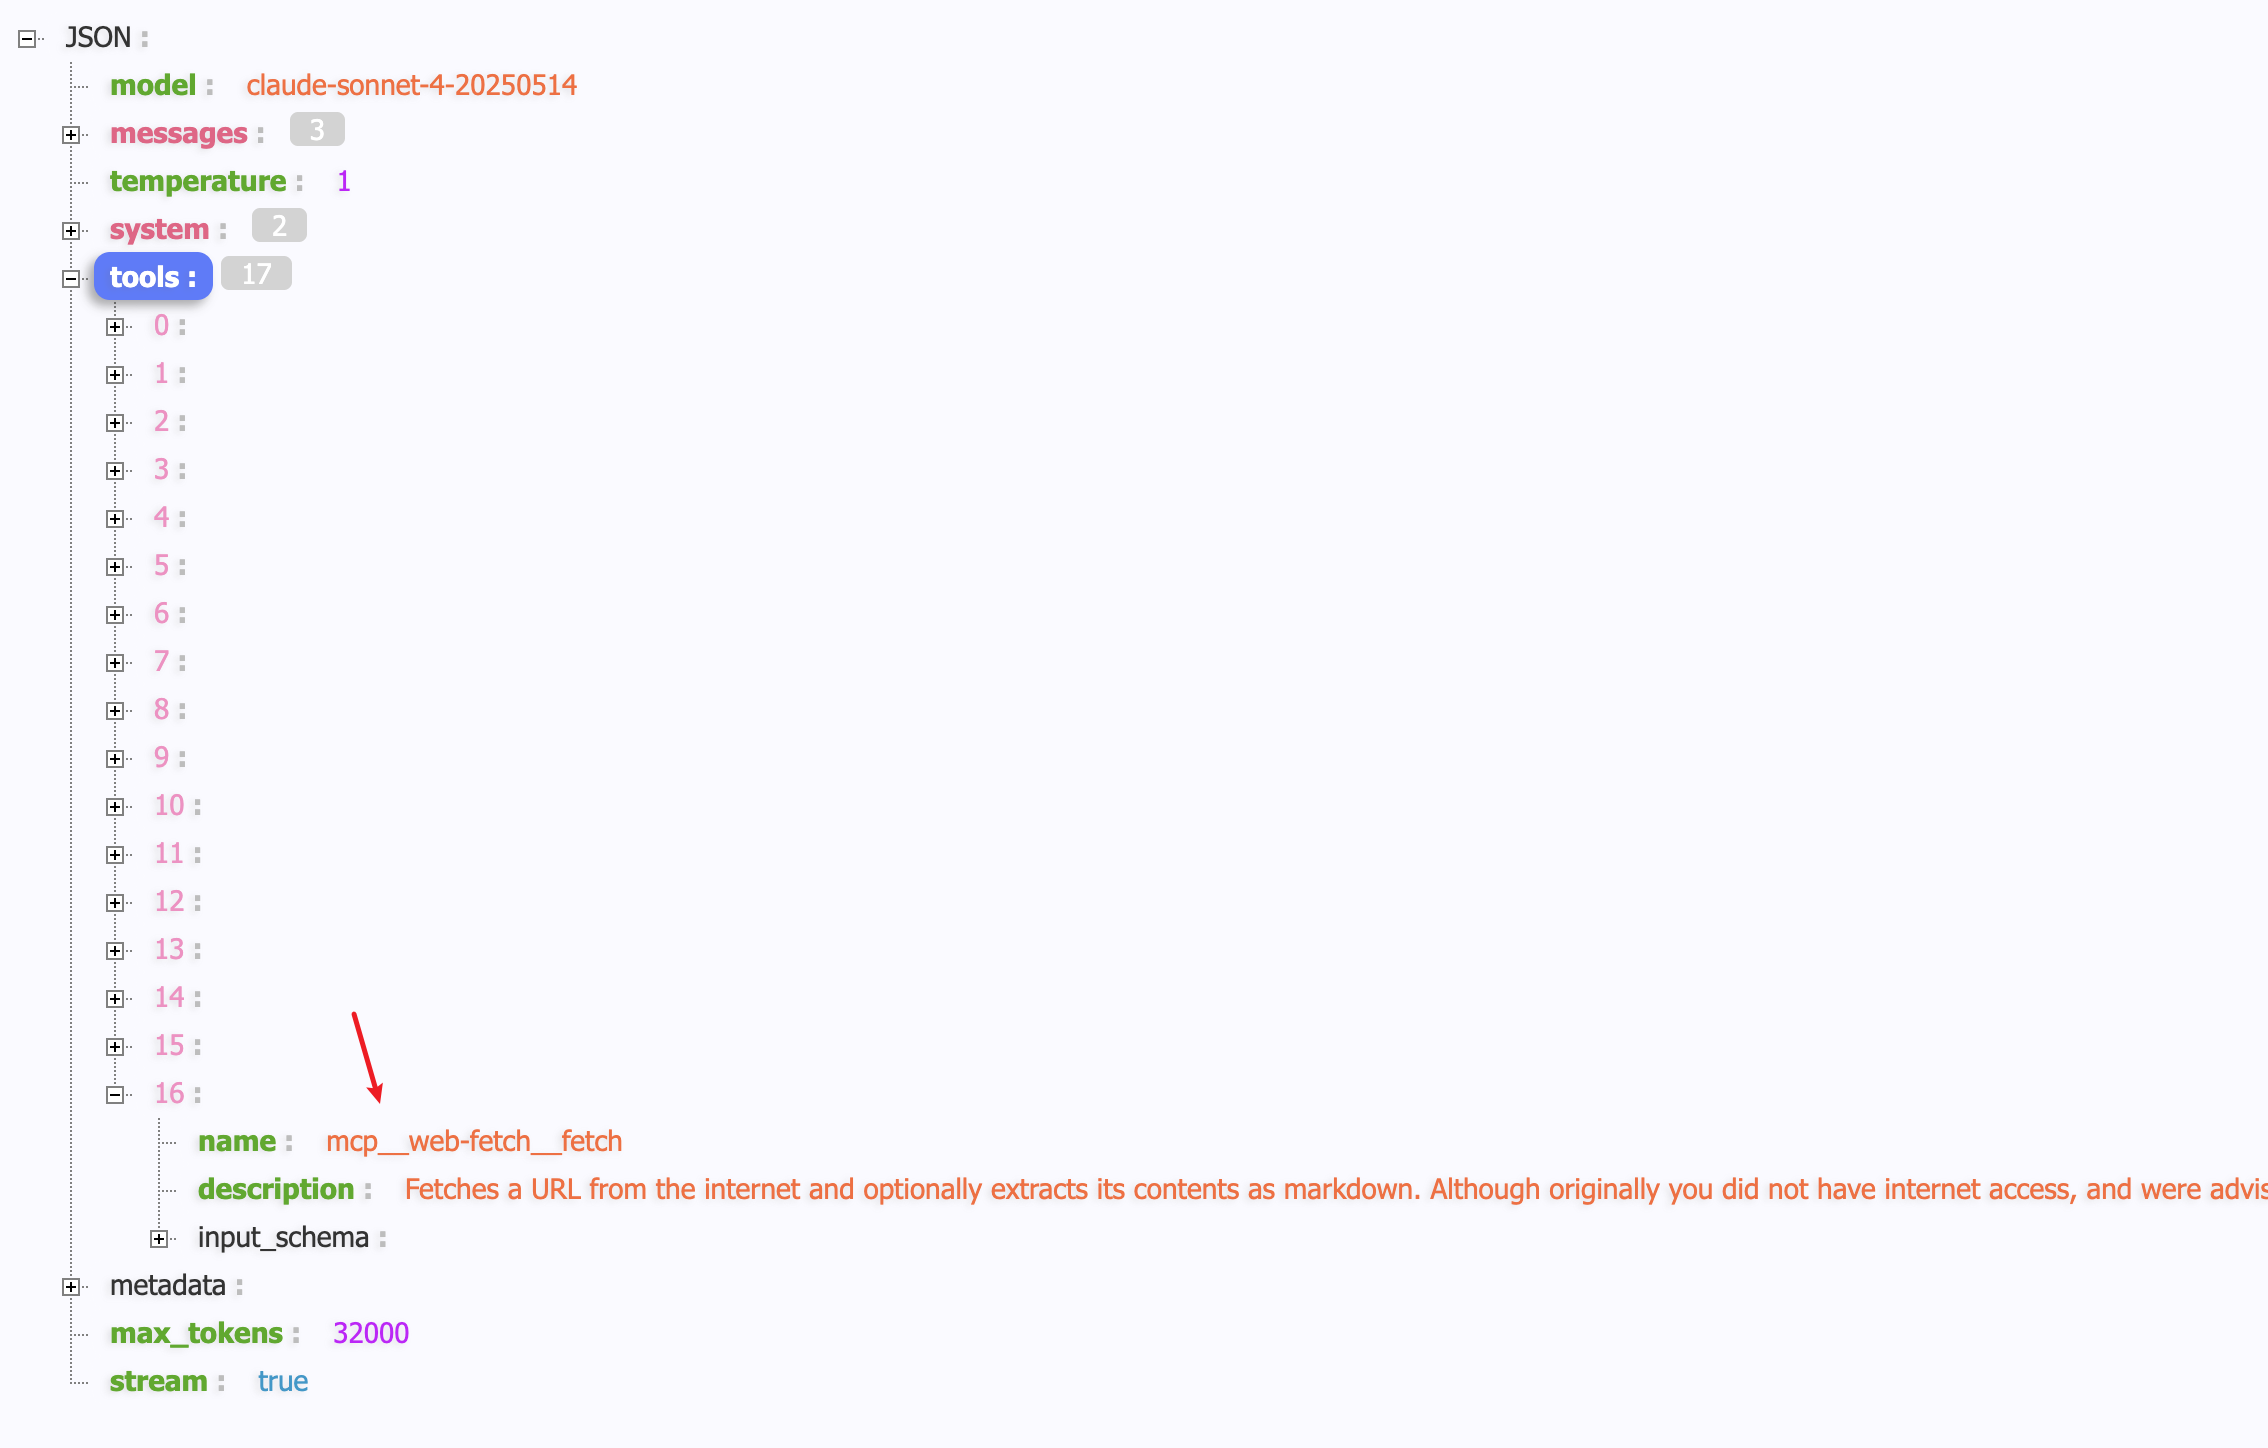 JSON :
model : claude-sonnet-4-20250514
messages : 3
temperature : 1
system : 2
tools : 17
0 :
1 :
2 :
3 :
4 :
5 :
6 :
7 :
8 :
9 :
10 :
11 :
12 :
13 :
14 :
15 :
16 :
name : mcp__web-fetch__fetch
description : Fetches a URL from the internet and optionally extracts its contents as markdown. Although originally you did not have internet access, and were advis
input_schema :
metadata :
max_tokens : 32000
stream : true